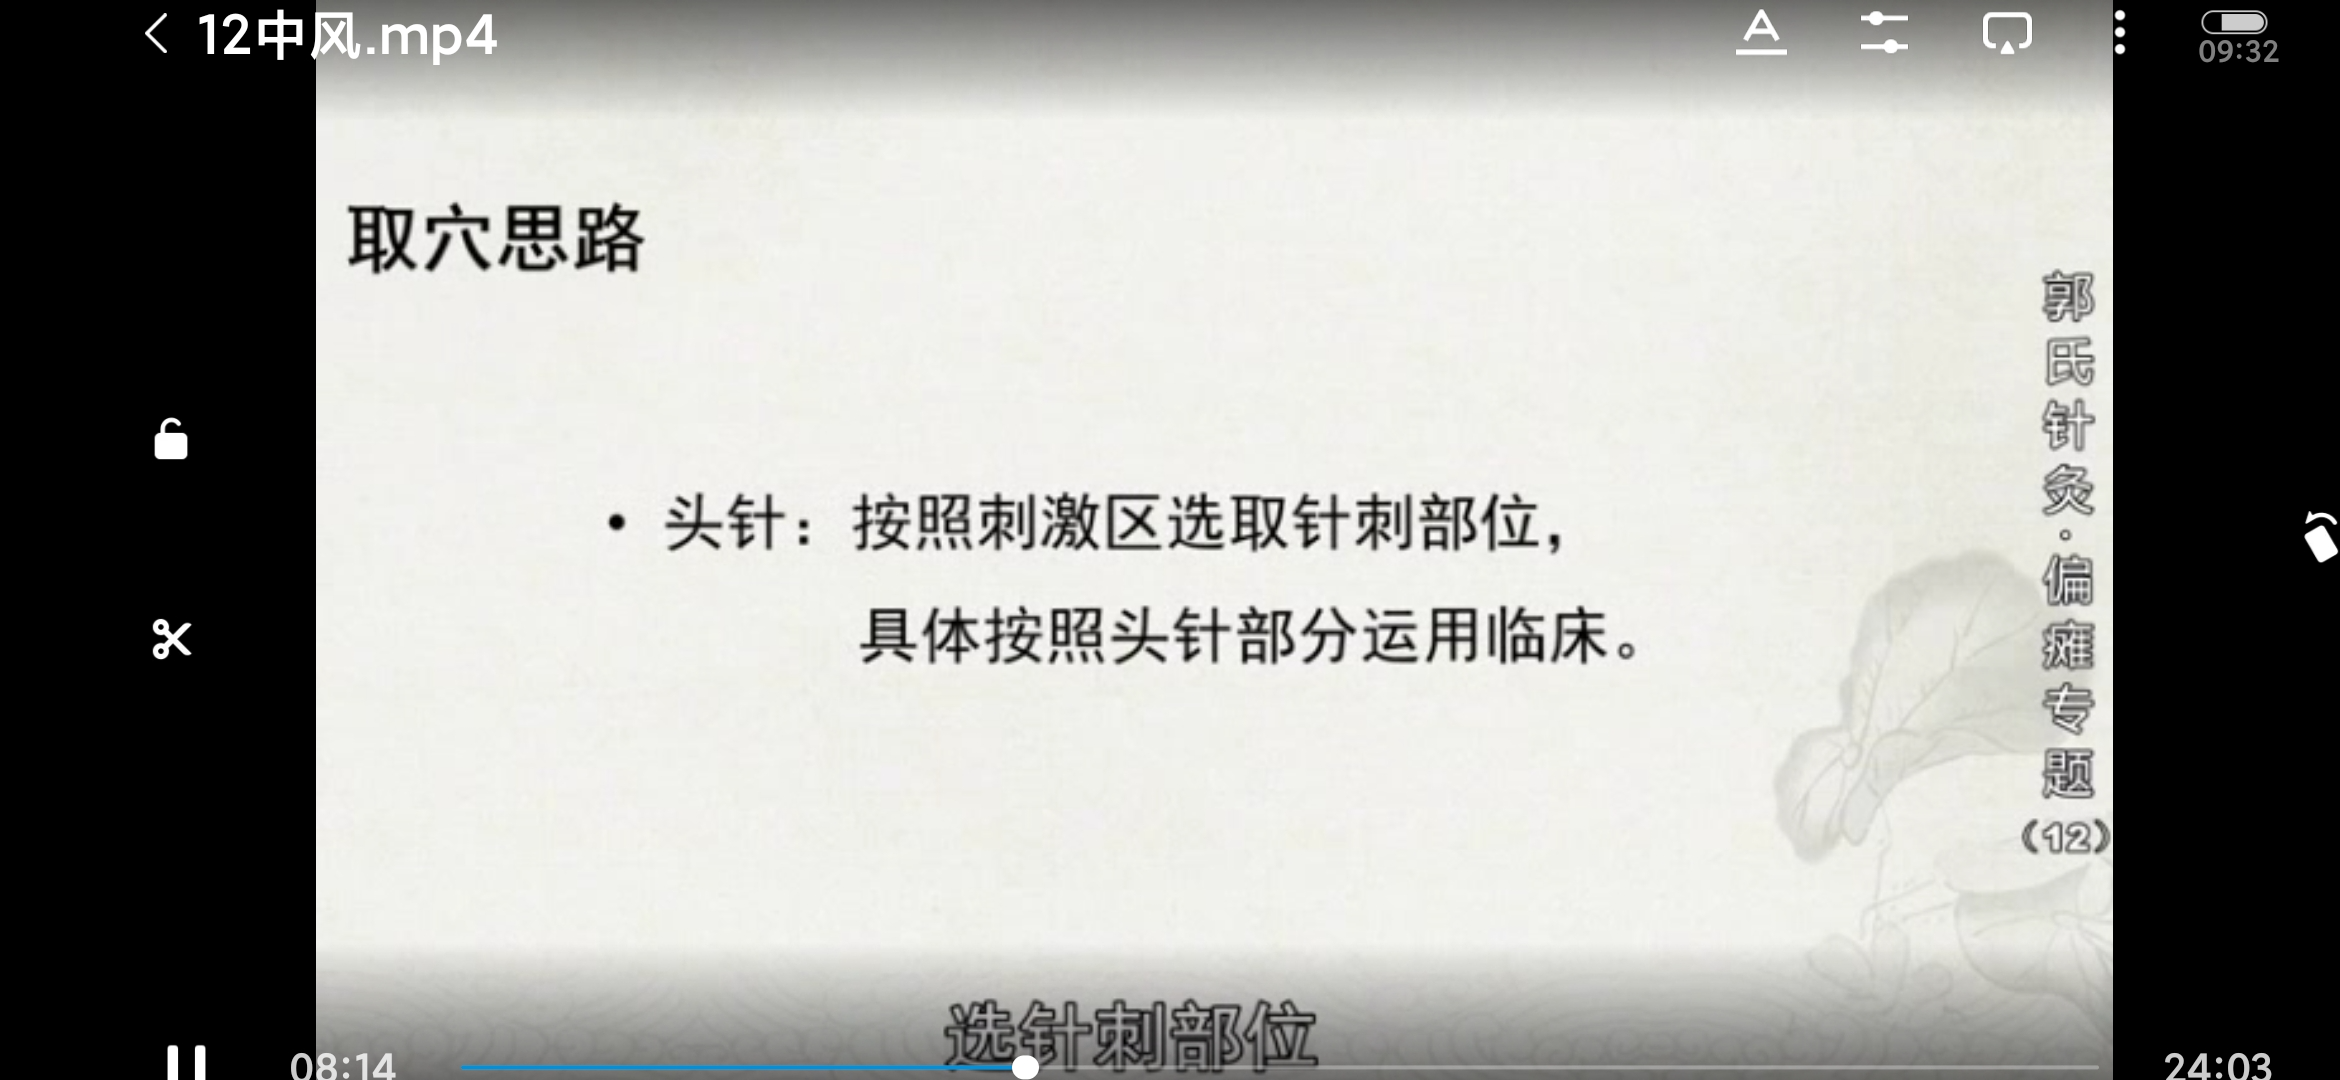 12中风.mp4
09:32
取穴思路
• 头针：按照刺激区选取针刺部位，
具体按照头针部分运用临床。
郭氏针灸·偏瘫专题（12）
选针刺部位
08:14
24:03